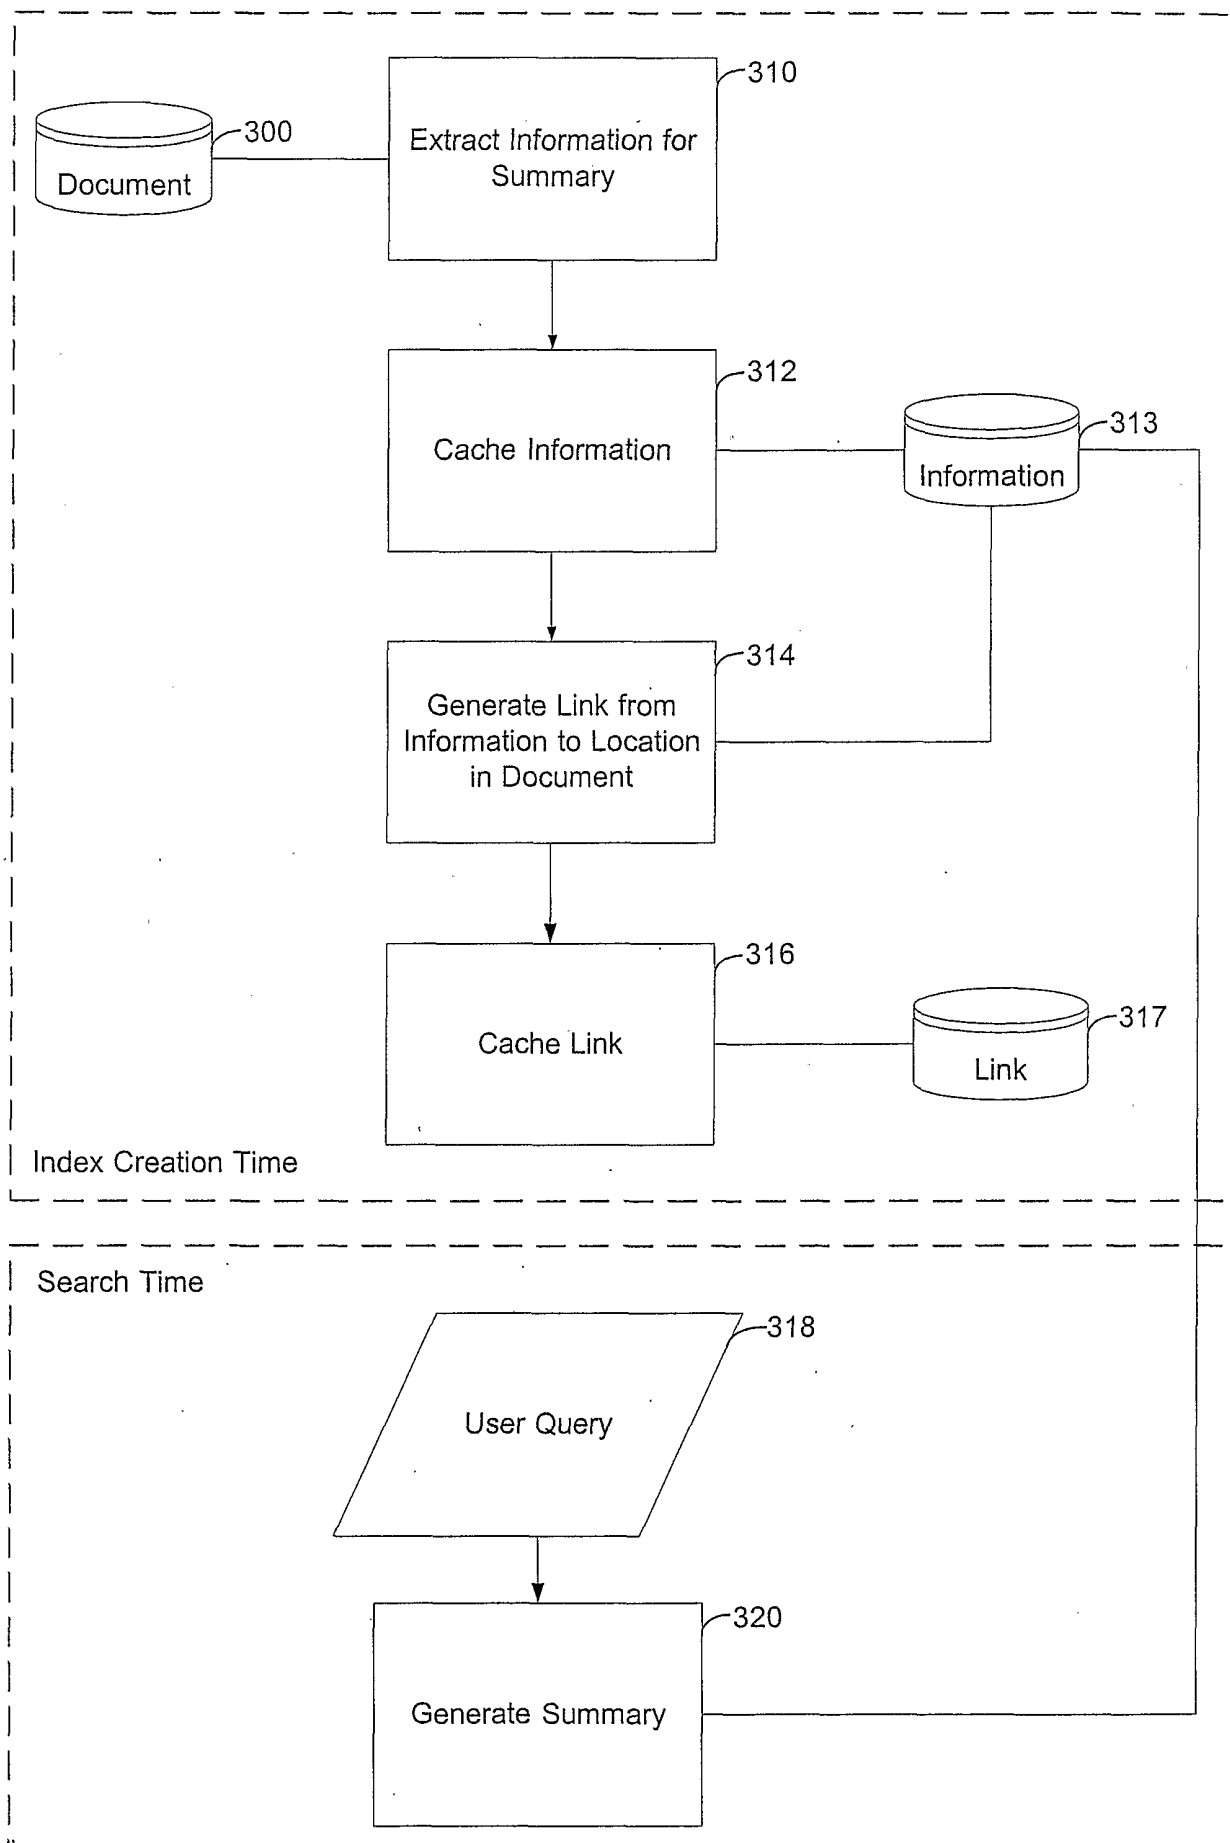 310
Extract Information for
Summary
300
Document
312
Cache Information
313
Information
314
Generate Link from
Information to Location
in Document
316
Cache Link
317
Link
Index Creation Time
Search Time
318
User Query
320
Generate Summary